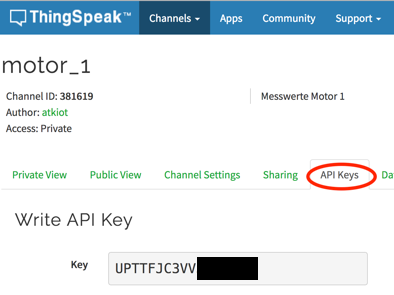 ThingSpeak™ Channels Apps Community Support
motor_1
Channel ID: 381619 Messwerte Motor 1
Author: atkiot
Access: Private
Private View Public View Channel Settings Sharing API Keys Da
Write API Key
Key UPTTFJC3VV